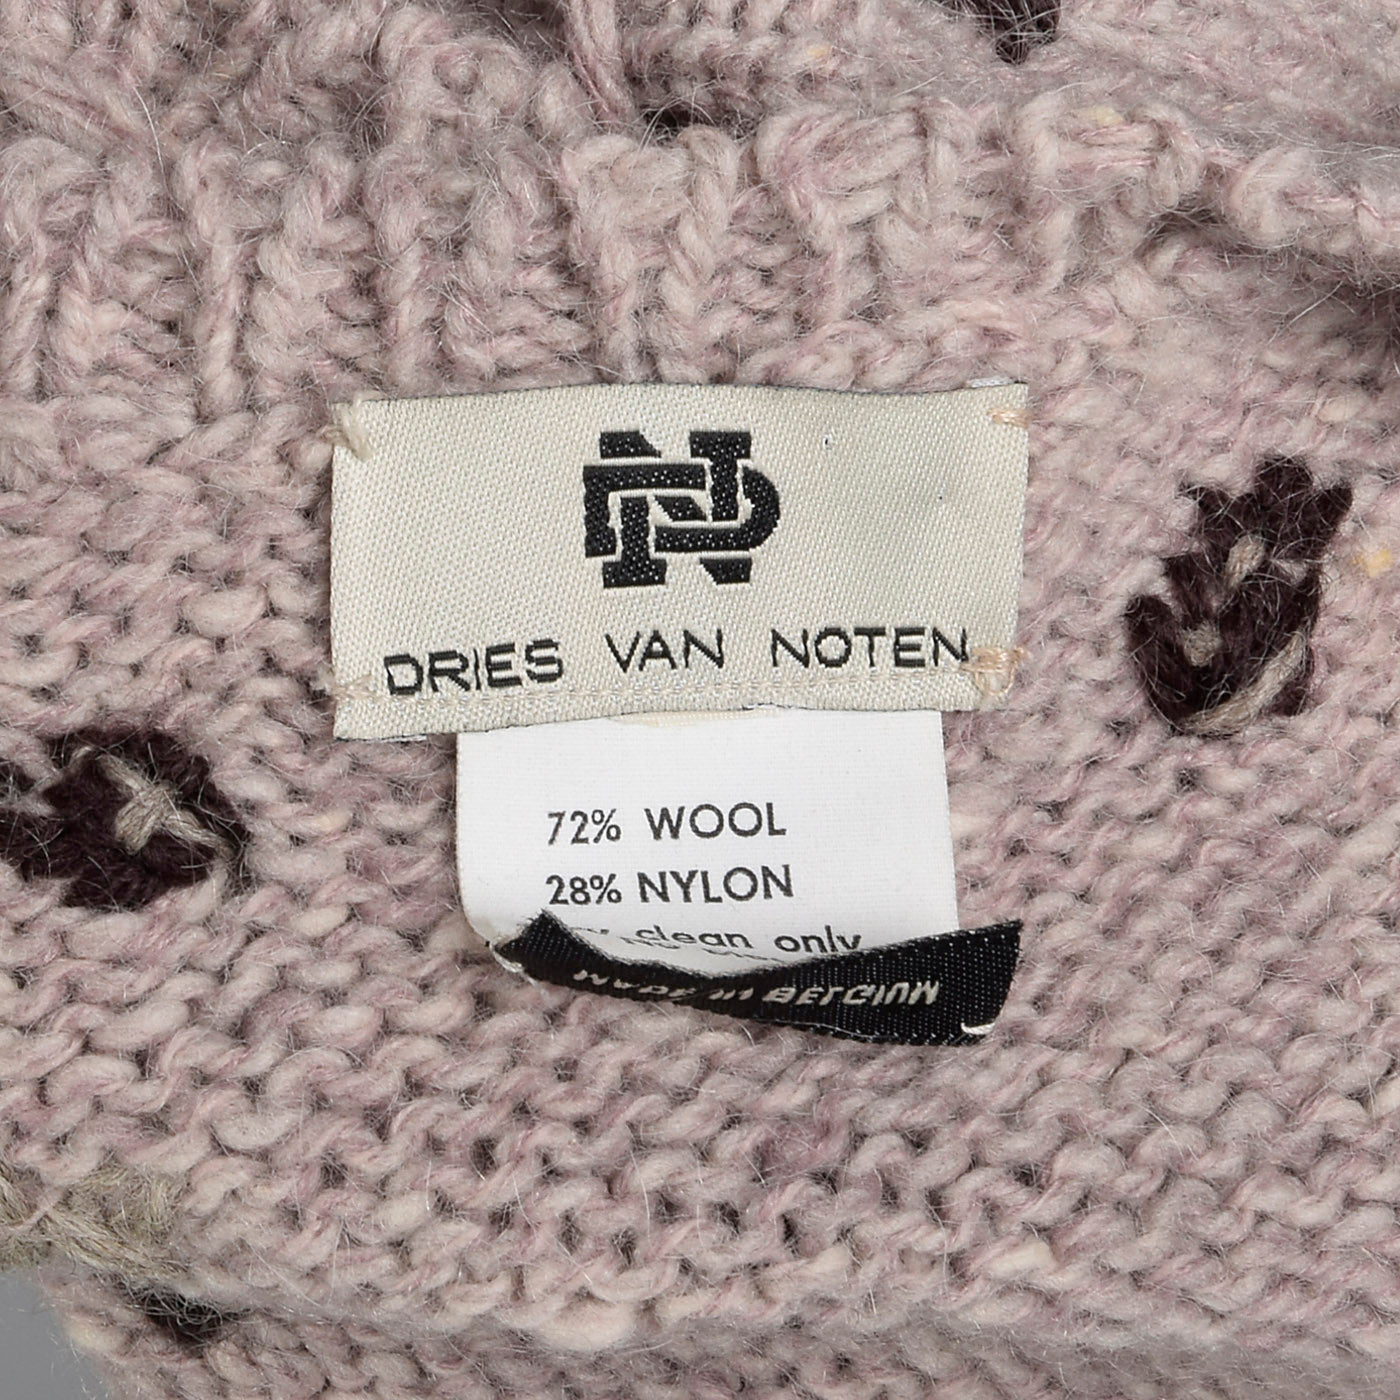 DRIES VAN NOTEN
72% WOOL
28% NYLON
clean only
MADE IN BELGIUM